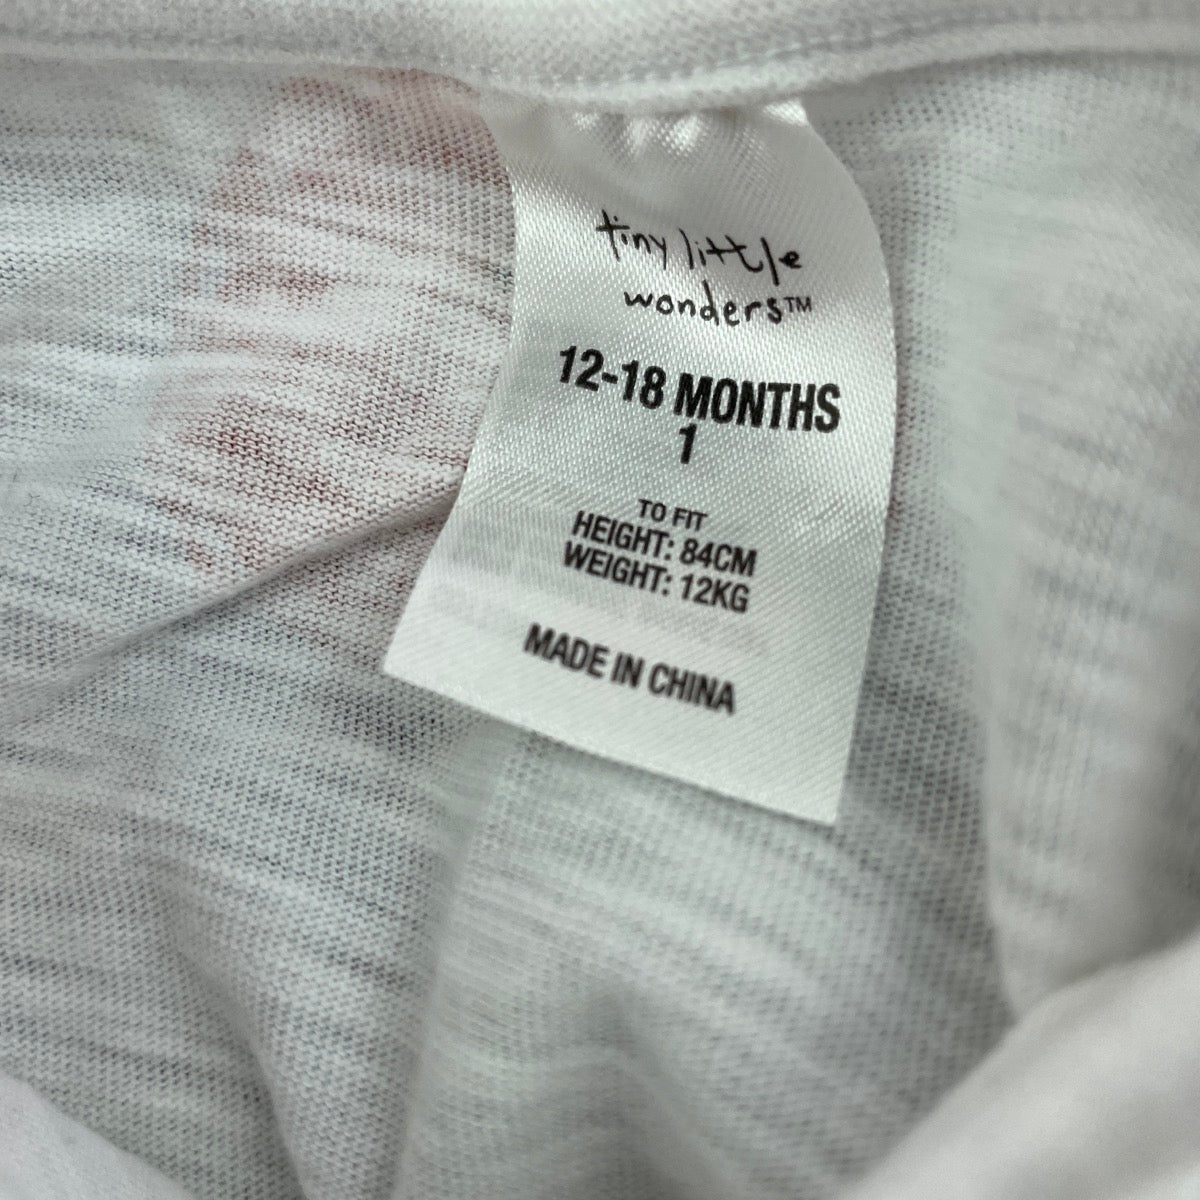 tiny little
wonders™
12-18 MONTHS
1
TO FIT
HEIGHT: 84CM
WEIGHT: 12KG
MADE IN CHINA